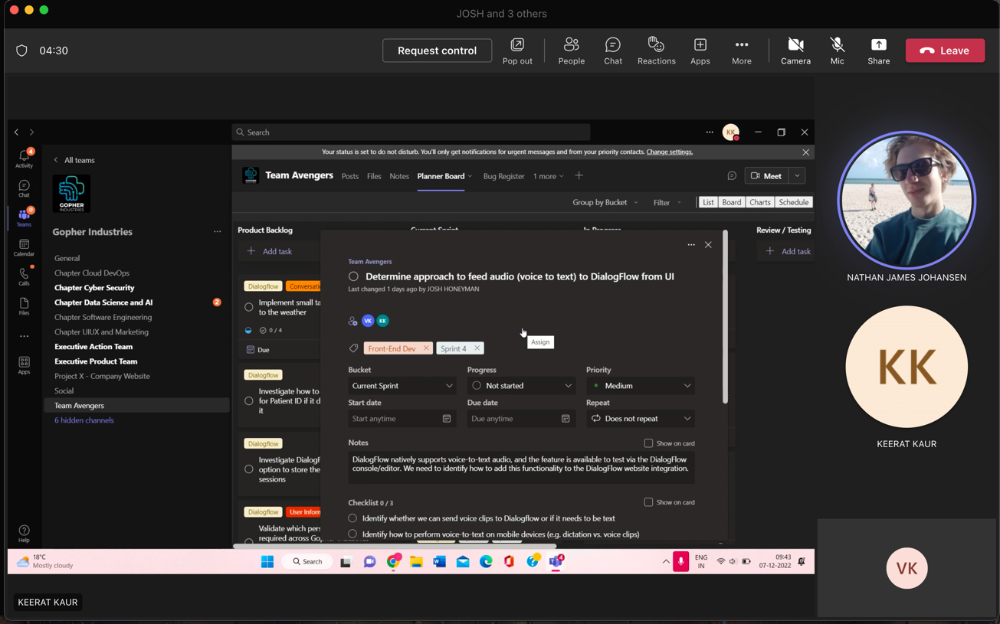 JOSH and 3 others
04:30
Request control
Pop out
People
Chat
Reactions
Apps
More
Camera
Mic
Share
Leave
Search
KK
Activity
4
Chat
Teams
Calendar
Calls
Files
Apps
Help
All teams
GOPHER
INDUSTRIES
Gopher Industries
General
Chapter Cloud DevOps
Chapter Cyber Security
Chapter Data Science and AI
2
Chapter Software Engineering
Chapter UIUX and Marketing
Executive Action Team
Executive Product Team
Project X - Company Website
Social
Team Avengers
6 hidden channels
Your status is set to do not disturb. You'll only get notifications for urgent messages and from your priority contacts. Change settings.
Team Avengers
Posts
Files
Notes
Planner Board
Bug Register
1 more
Meet
Group by Bucket
Filter
List
Board
Charts
Schedule
Product Backlog
Current Sprint
In Progress
Review / Testing
Add task
Add task
Dialogflow
Conversati
Implement small ta
to the weather
0 / 4
Due
Dialogflow
Investigate how to
for Patient ID if it d
it
Dialogflow
Investigate DialogF
option to store the
sessions
Dialogflow
User Inforn
Validate which pers
required across Gopher Industries
Team Avengers
Determine approach to feed audio (voice to text) to DialogFlow from UI
Last changed 1 days ago by JOSH HONEYMAN
VK
KK
Assign
Front-End Dev
Sprint 4
Bucket
Progress
Priority
Current Sprint
Not started
Medium
Start date
Due date
Repeat
Start anytime
Due anytime
Does not repeat
Notes
Show on card
DialogFlow natively supports voice-to-text audio, and the feature is available to test via the DialogFlow
console/editor. We need to identify how to add this functionality to the DialogFlow website integration.
Checklist 0 / 3
Show on card
Identify whether we can send voice clips to Dialogflow or if it needs to be text
Identify how to perform voice-to-text on mobile devices (e.g. dictation vs. voice clips)
18°C
Mostly cloudy
Search
4
ENG
IN
09:43
07-12-2022
KEERAT KAUR
NATHAN JAMES JOHANSEN
KK
KEERAT KAUR
VK